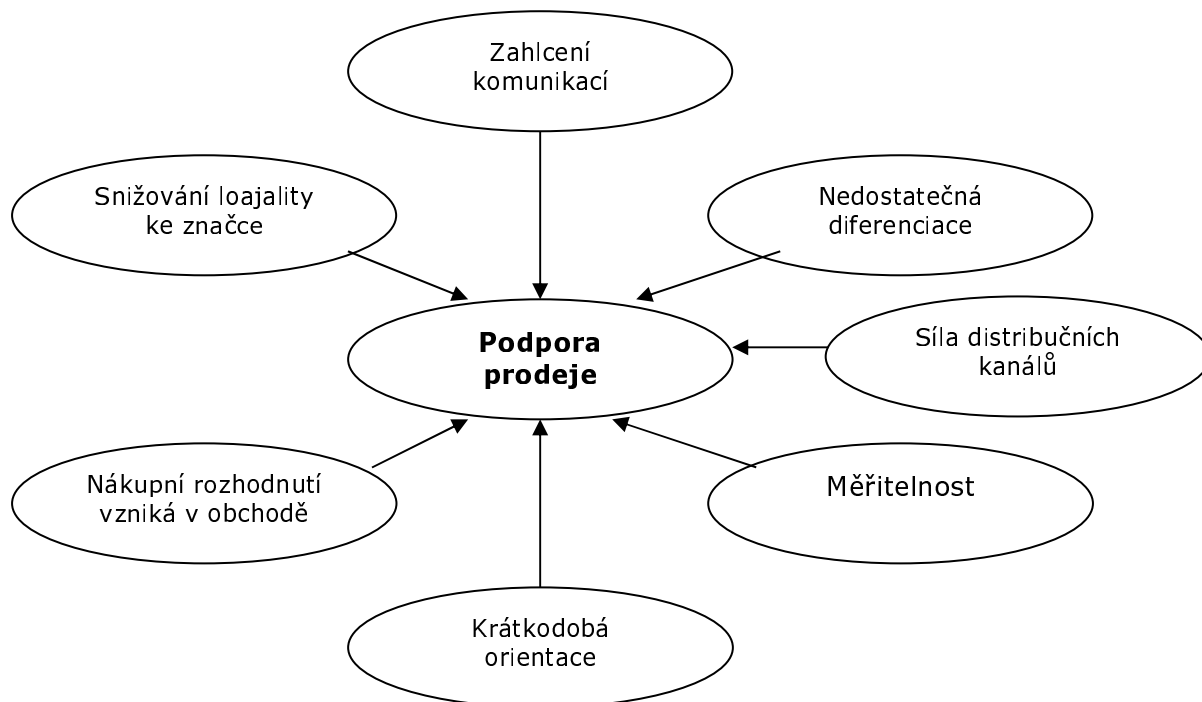 Zahlcení
komunikací
Snižování loajality
ke značce
Nedostatečná
diferenciace
Síla distribučních
kanálů
Podpora
prodeje
Nákupní rozhodnutí
vzniká v obchodě
Měřitelnost
Krátkodobá
orientace